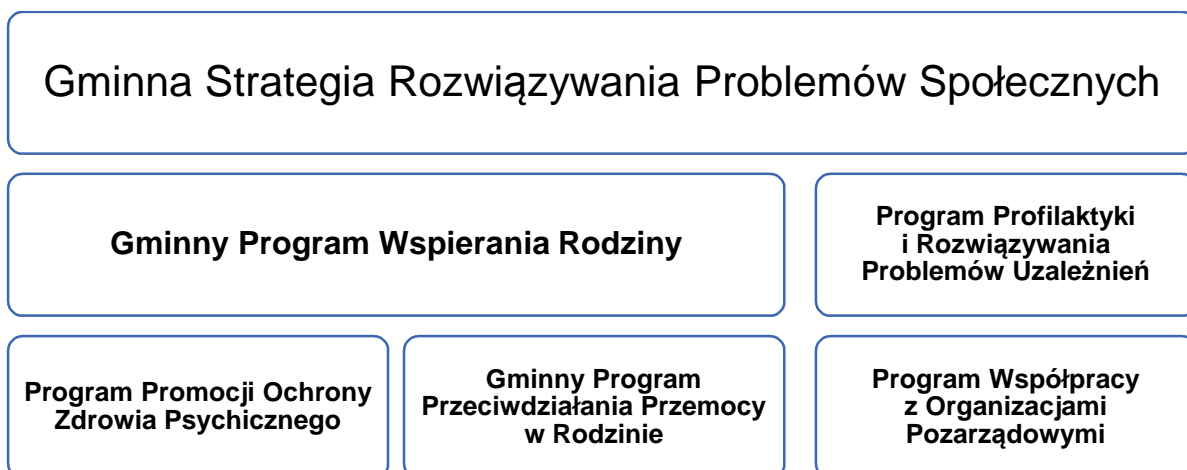 Gminna Strategia Rozwiązywania Problemów Społecznych
Gminny Program Wspierania Rodziny
Program Profilaktyki
i Rozwiązywania
Problemów Uzależnień
Program Promocji Ochrony
Zdrowia Psychicznego
Gminny Program
Przeciwdziałania Przemocy
w Rodzinie
Program Współpracy
z Organizacjami
Pozarządowymi